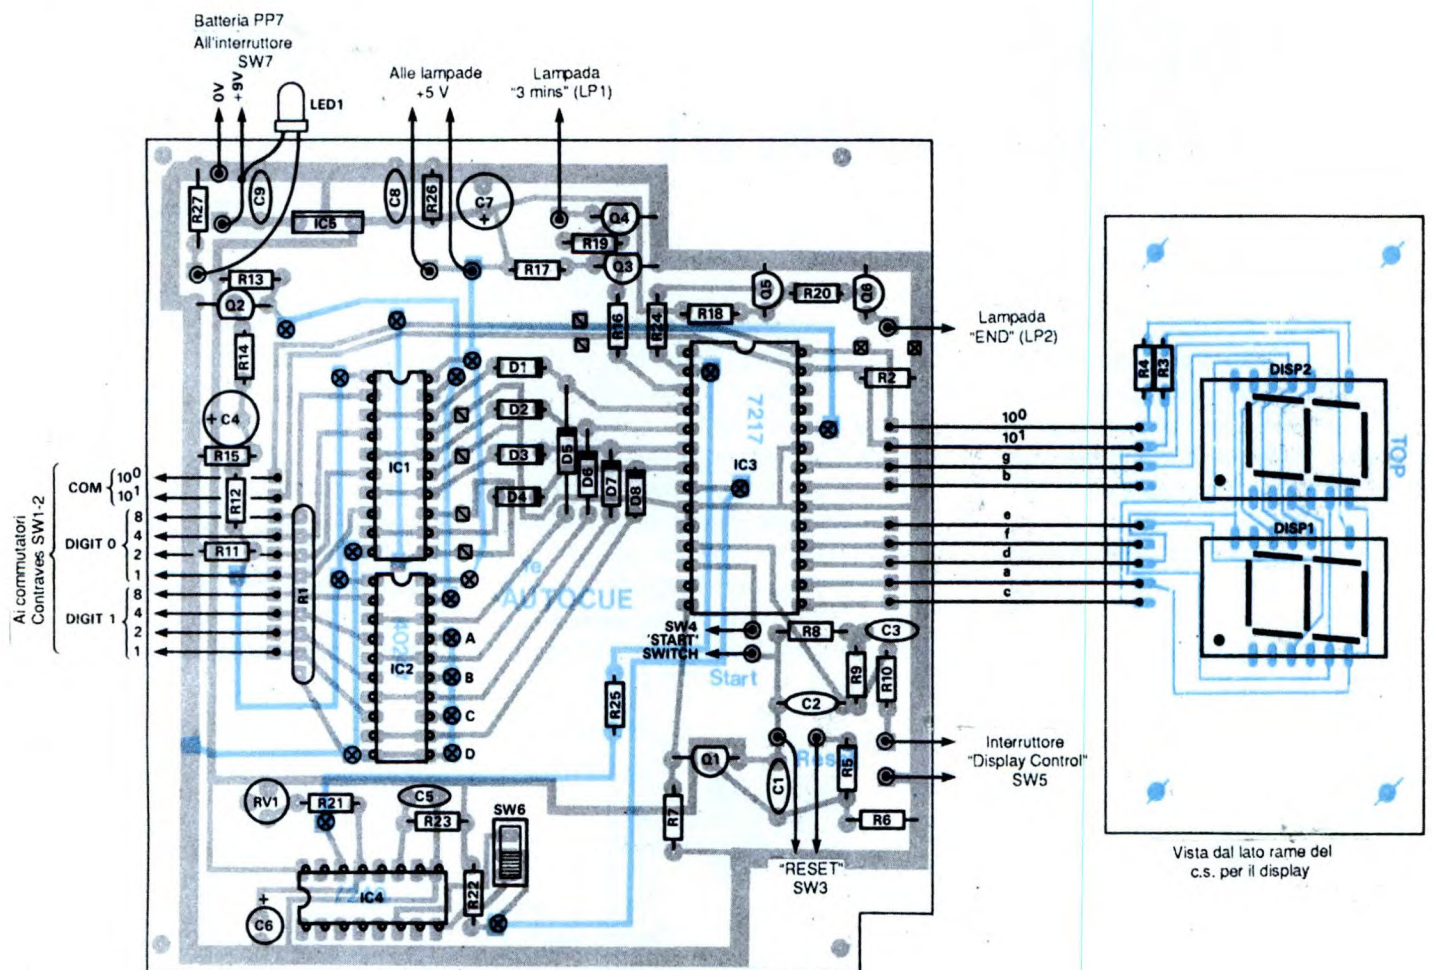 Batteria PP7
All'interruttore
SW7
0V
+9V
LED1
Alle lampade
+5 V
Lampada
"3 mins" (LP1)
R27
C9
IC5
C8
R26
C7
+
Q4
R19
Q3
R17
R13
Q2
R14
R16
R24
R18
Q5
R20
Q6
Lampada
"END" (LP2)
R2
+ C4
R15
R12
R11
IC1
D1
D2
D3
D4
D5
D6
D7
D8
7217
IC3
Ai commutatori
Contraves SW1-2
COM
10⁰
10¹
DIGIT 0
8
4
2
1
DIGIT 1
8
4
2
1
R1
IC2
A
B
C
D
AUTOCUE
SW4
'START'
SWITCH
Start
R8
C3
R9
R10
C2
R25
Q1
C1
R5
R7
R6
Interruttore
"Display Control"
SW5
"RESET"
SW3
RV1
R21
C5
R23
SW6
IC4
R22
+
C6
10⁰
10¹
g
b
e
f
d
a
c
R4
R3
DISP2
TOP
DISP1
Vista dal lato rame del
c.s. per il display